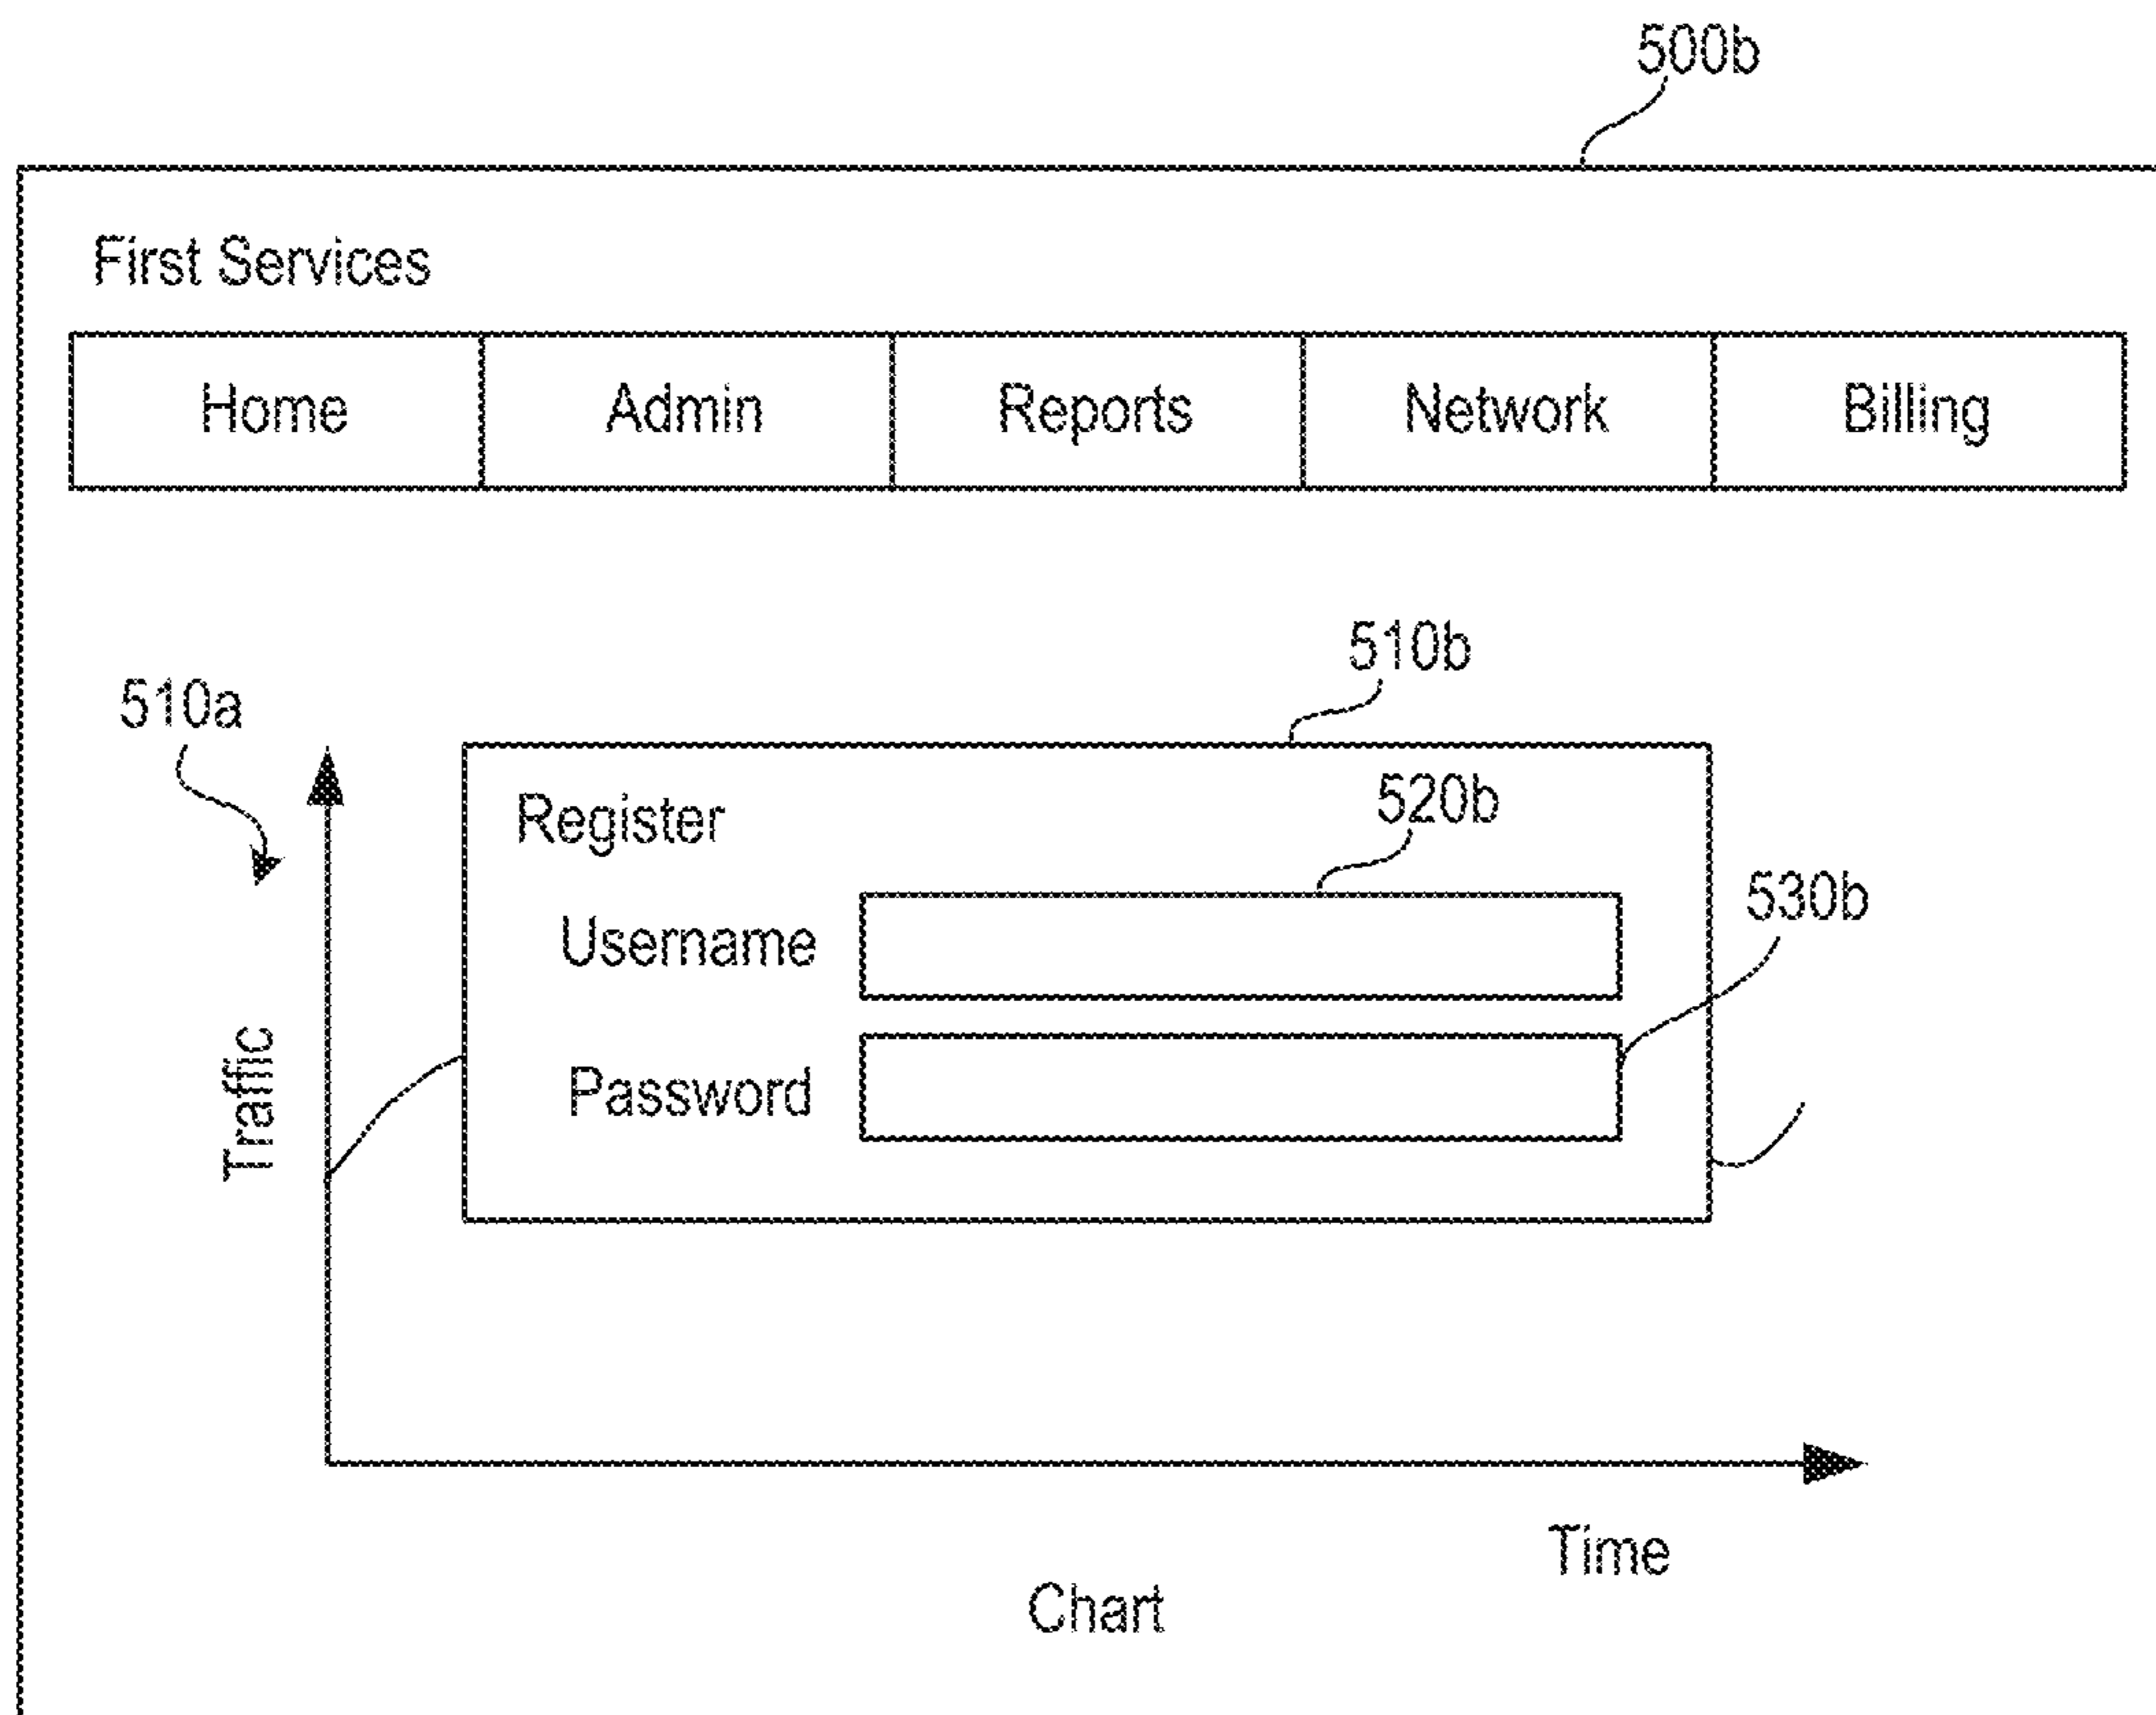 500b
First Services
Home Admin Reports Network Billing
510b
510a
Register
520b
530b
Username
Password
Traffic
Time
Chart